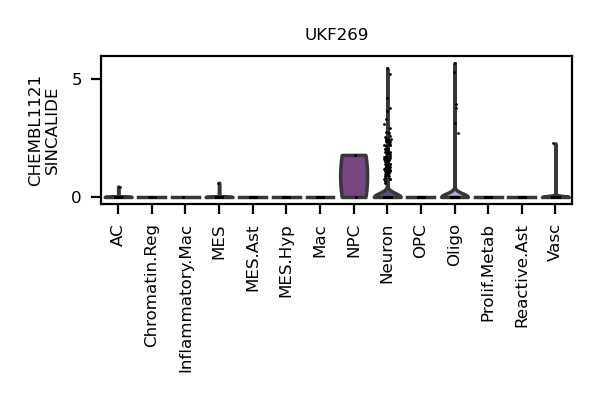 UKF269
CHEMBL1121
SINCALIDE
5
0
AC
Chromatin.Reg
Inflammatory.Mac
MES
MES.Ast
MES.Hyp
Mac
NPC
Neuron
OPC
Oligo
Prolif.Metab
Reactive.Ast
Vasc